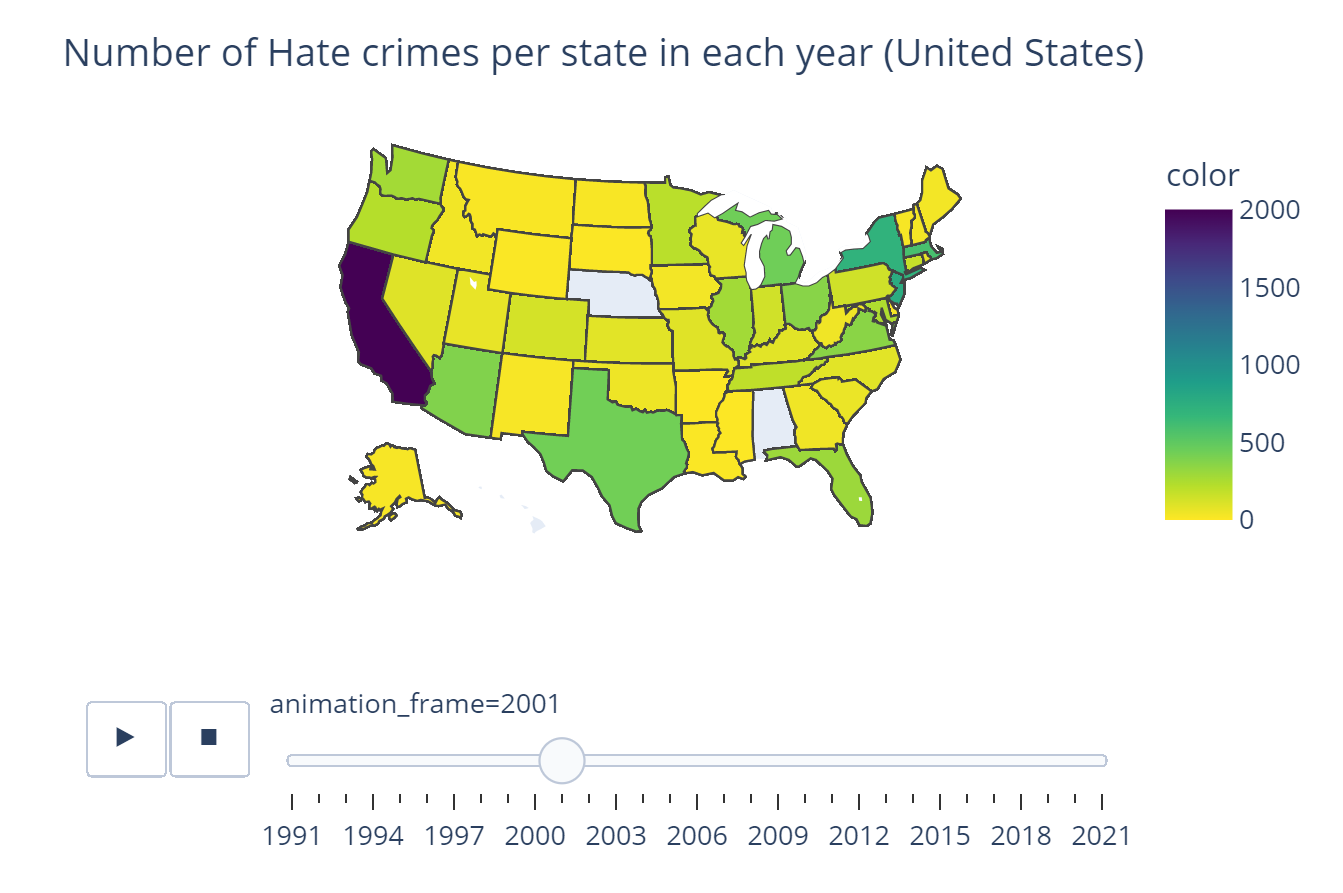 Number of Hate crimes per state in each year (United States)
color
2000
1500
1000
500
0
animation_frame=2001
1991 1994 1997 2000 2003 2006 2009 2012 2015 2018 2021